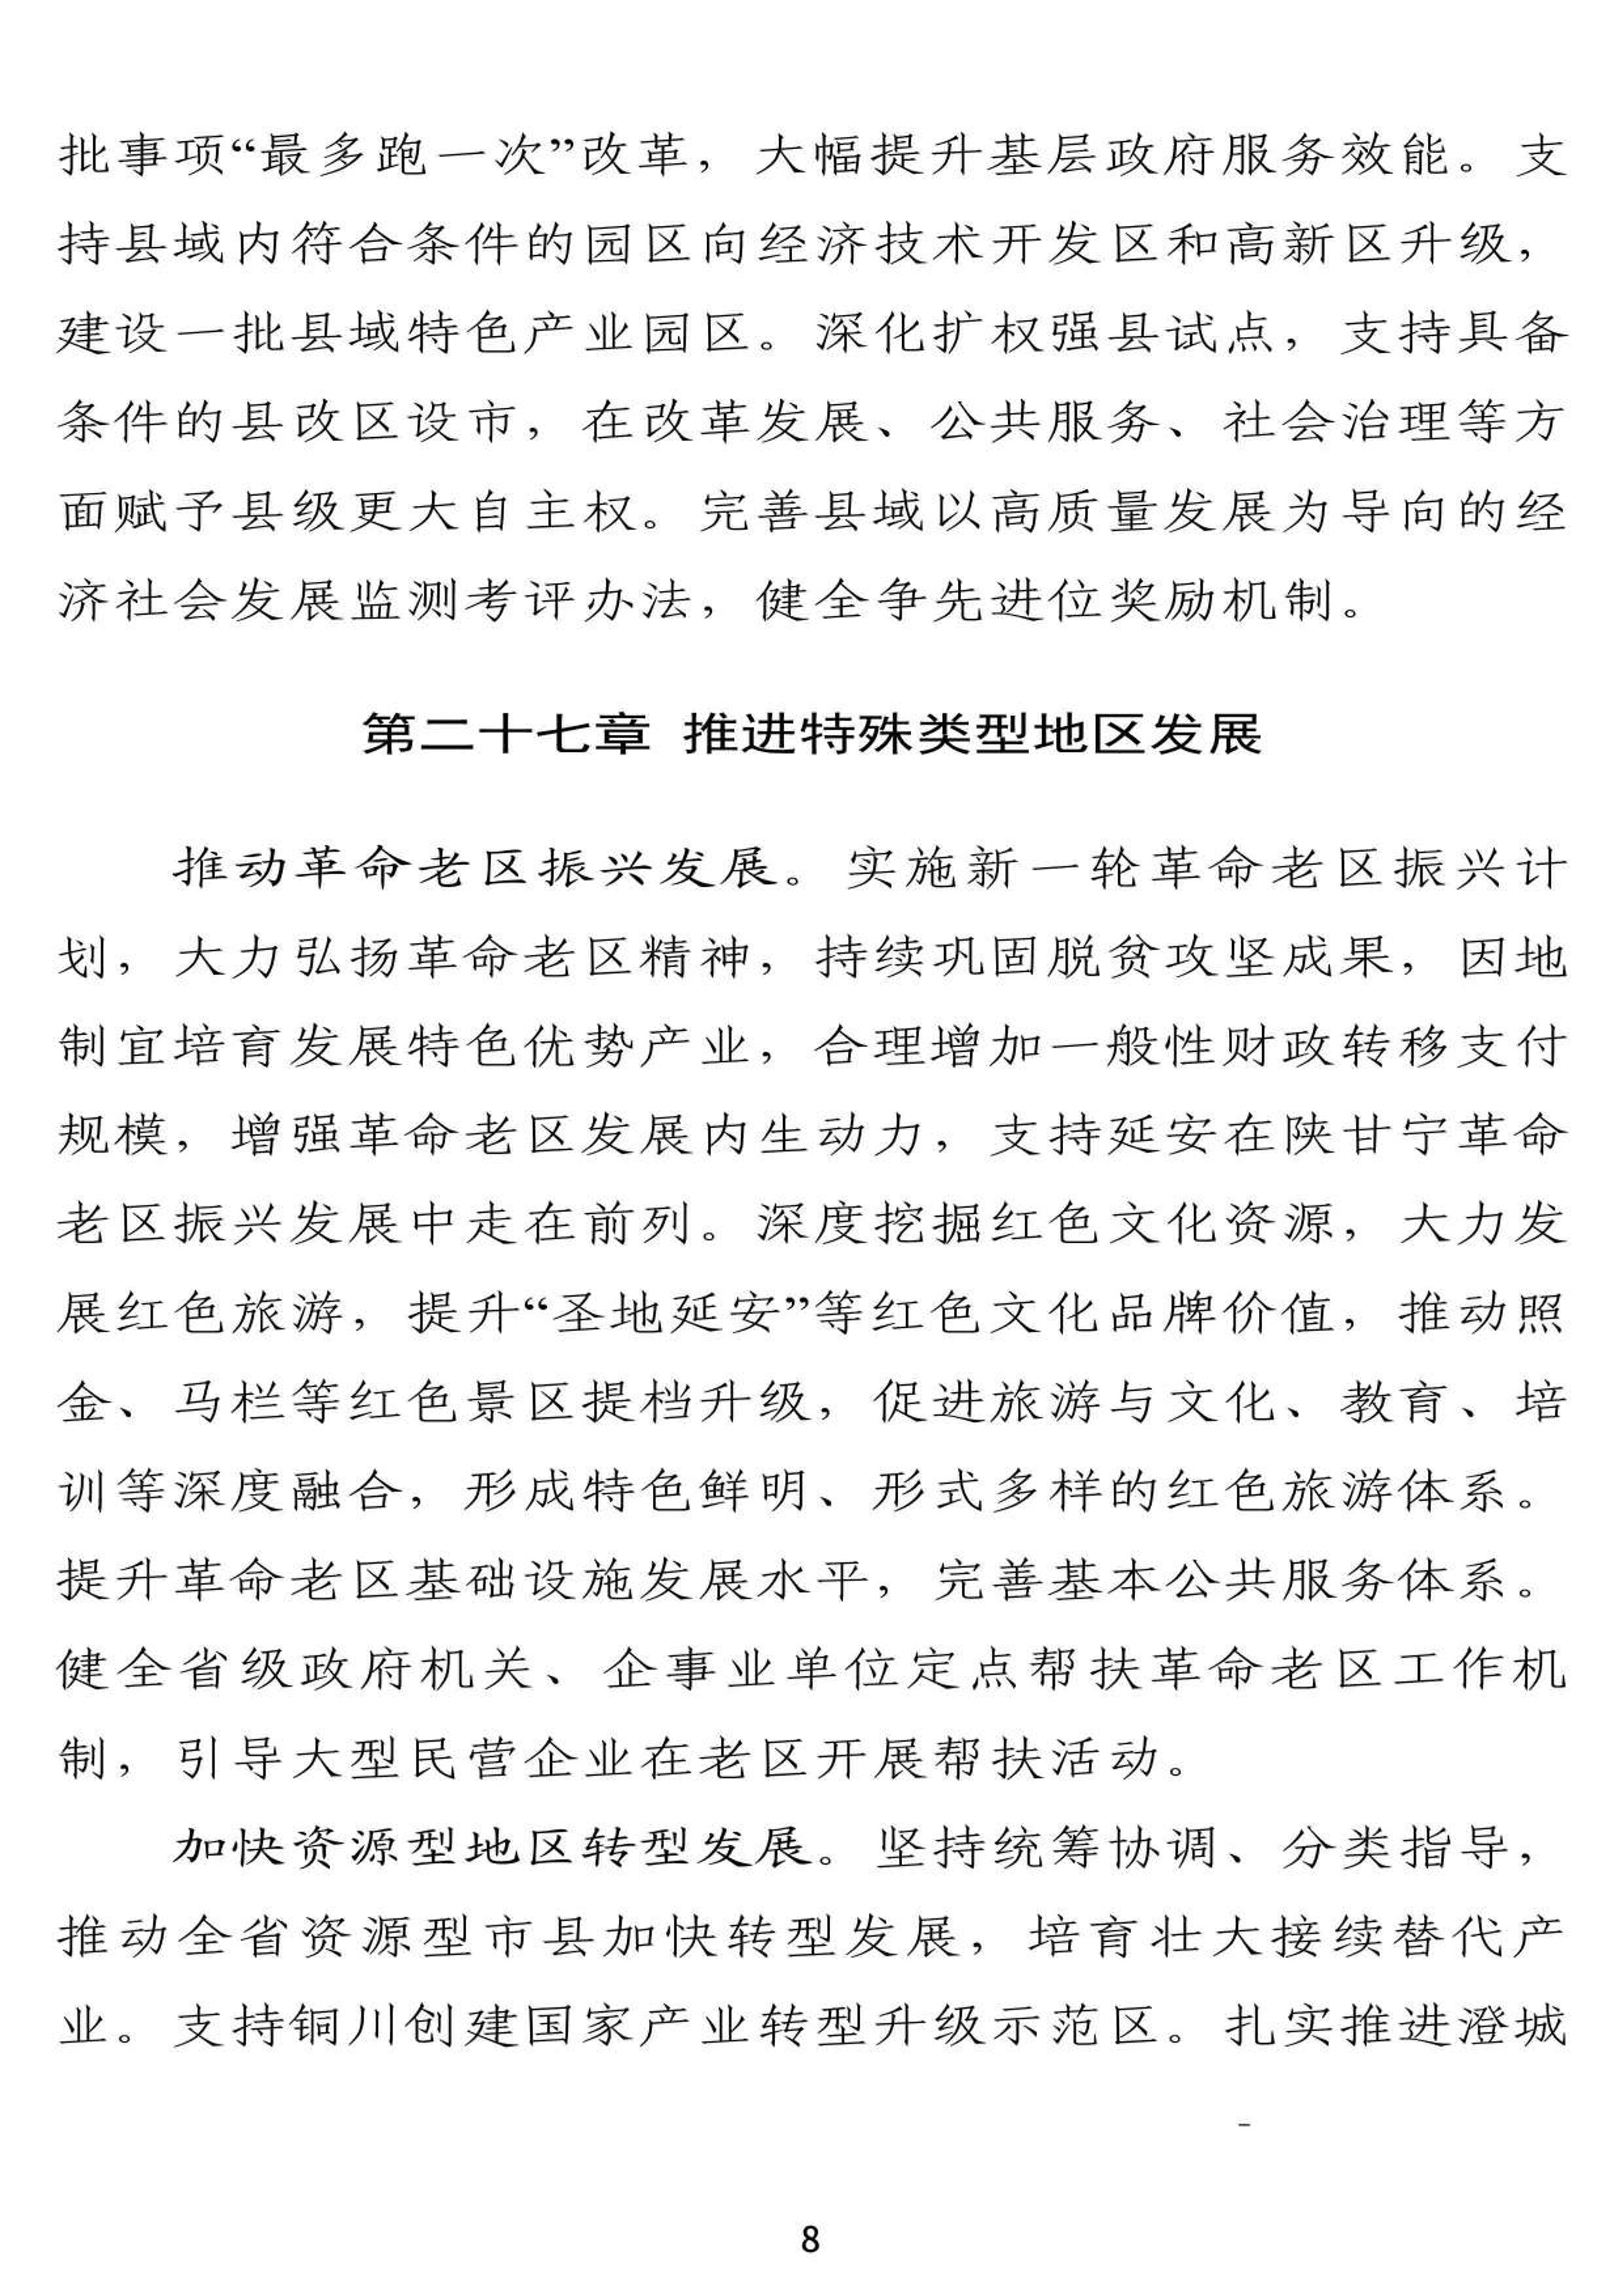 批事项“最多跑一次”改革，大幅提升基层政府服务效能。支
持县域内符合条件的园区向经济技术开发区和高新区升级，
建设一批县域特色产业园区。深化扩权强县试点，支持具备
条件的县改区设市，在改革发展、公共服务、社会治理等方
面赋予县级更大自主权。完善县域以高质量发展为导向的经
济社会发展监测考评办法，健全争先进位奖励机制。
第二十七章 推进特殊类型地区发展
推动革命老区振兴发展。实施新一轮革命老区振兴计
划，大力弘扬革命老区精神，持续巩固脱贫攻坚成果，因地
制宜培育发展特色优势产业，合理增加一般性财政转移支付
规模，增强革命老区发展内生动力，支持延安在陕甘宁革命
老区振兴发展中走在前列。深度挖掘红色文化资源，大力发
展红色旅游，提升“圣地延安”等红色文化品牌价值，推动照
金、马栏等红色景区提档升级，促进旅游与文化、教育、培
训等深度融合，形成特色鲜明、形式多样的红色旅游体系。
提升革命老区基础设施发展水平，完善基本公共服务体系。
健全省级政府机关、企事业单位定点帮扶革命老区工作机
制，引导大型民营企业在老区开展帮扶活动。
加快资源型地区转型发展。坚持统筹协调、分类指导，
推动全省资源型市县加快转型发展，培育壮大接续替代产
业。支持铜川创建国家产业转型升级示范区。扎实推进澄城
8